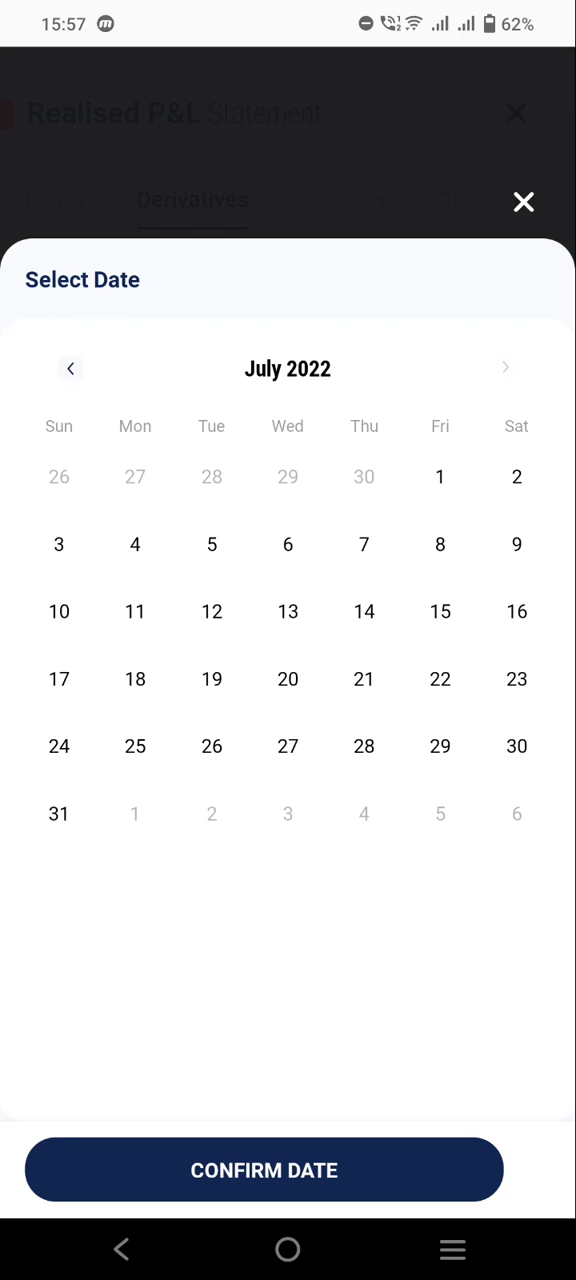 15:57 62%
Realised P&L Statement
Derivatives
Select Date
July 2022
Sun Mon Tue Wed Thu Fri Sat
26 27 28 29 30 1 2
3 4 5 6 7 8 9
10 11 12 13 14 15 16
17 18 19 20 21 22 23
24 25 26 27 28 29 30
31 1 2 3 4 5 6
CONFIRM DATE